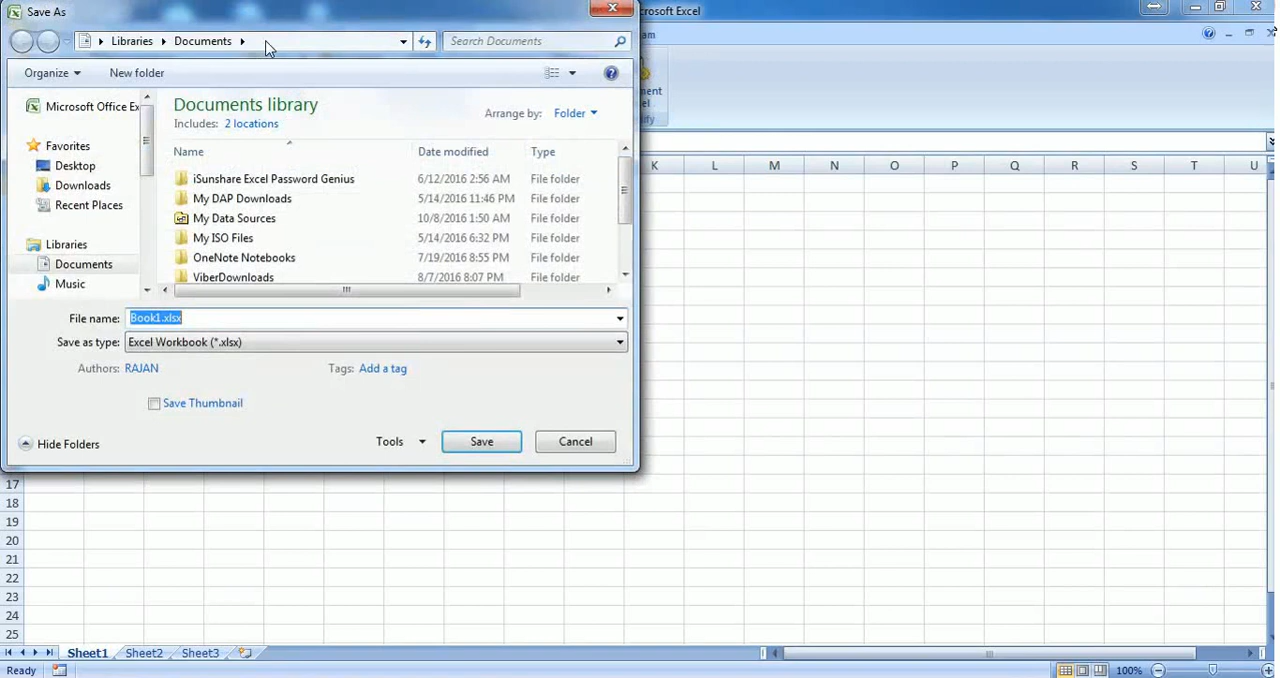 Save As
icrosoft Excel
Libraries Documents
Search Documents
am
Organize New folder
Microsoft Office Ex
Documents library
Includes: 2 locations
Arrange by: Folder
ment
el
Favorites
Desktop
Downloads
Recent Places
Libraries
Documents
Music
Name Date modified Type
iSunshare Excel Password Genius 6/12/2016 2:56 AM File folder
My DAP Downloads 5/14/2016 11:46 PM File folder
My Data Sources 10/8/2016 1:50 AM File folder
My ISO Files 5/14/2016 6:32 PM File folder
OneNote Notebooks 7/19/2016 8:55 PM File folder
ViberDownloads 8/7/2016 8:07 PM File folder
File name: Book1.xlsx
Save as type: Excel Workbook (*.xlsx)
Authors: RAJAN Tags: Add a tag
Save Thumbnail
Hide Folders Tools Save Cancel
K L M N O P Q R S T U
17
18
19
20
21
22
23
24
25
Sheet1 Sheet2 Sheet3
Ready 100%